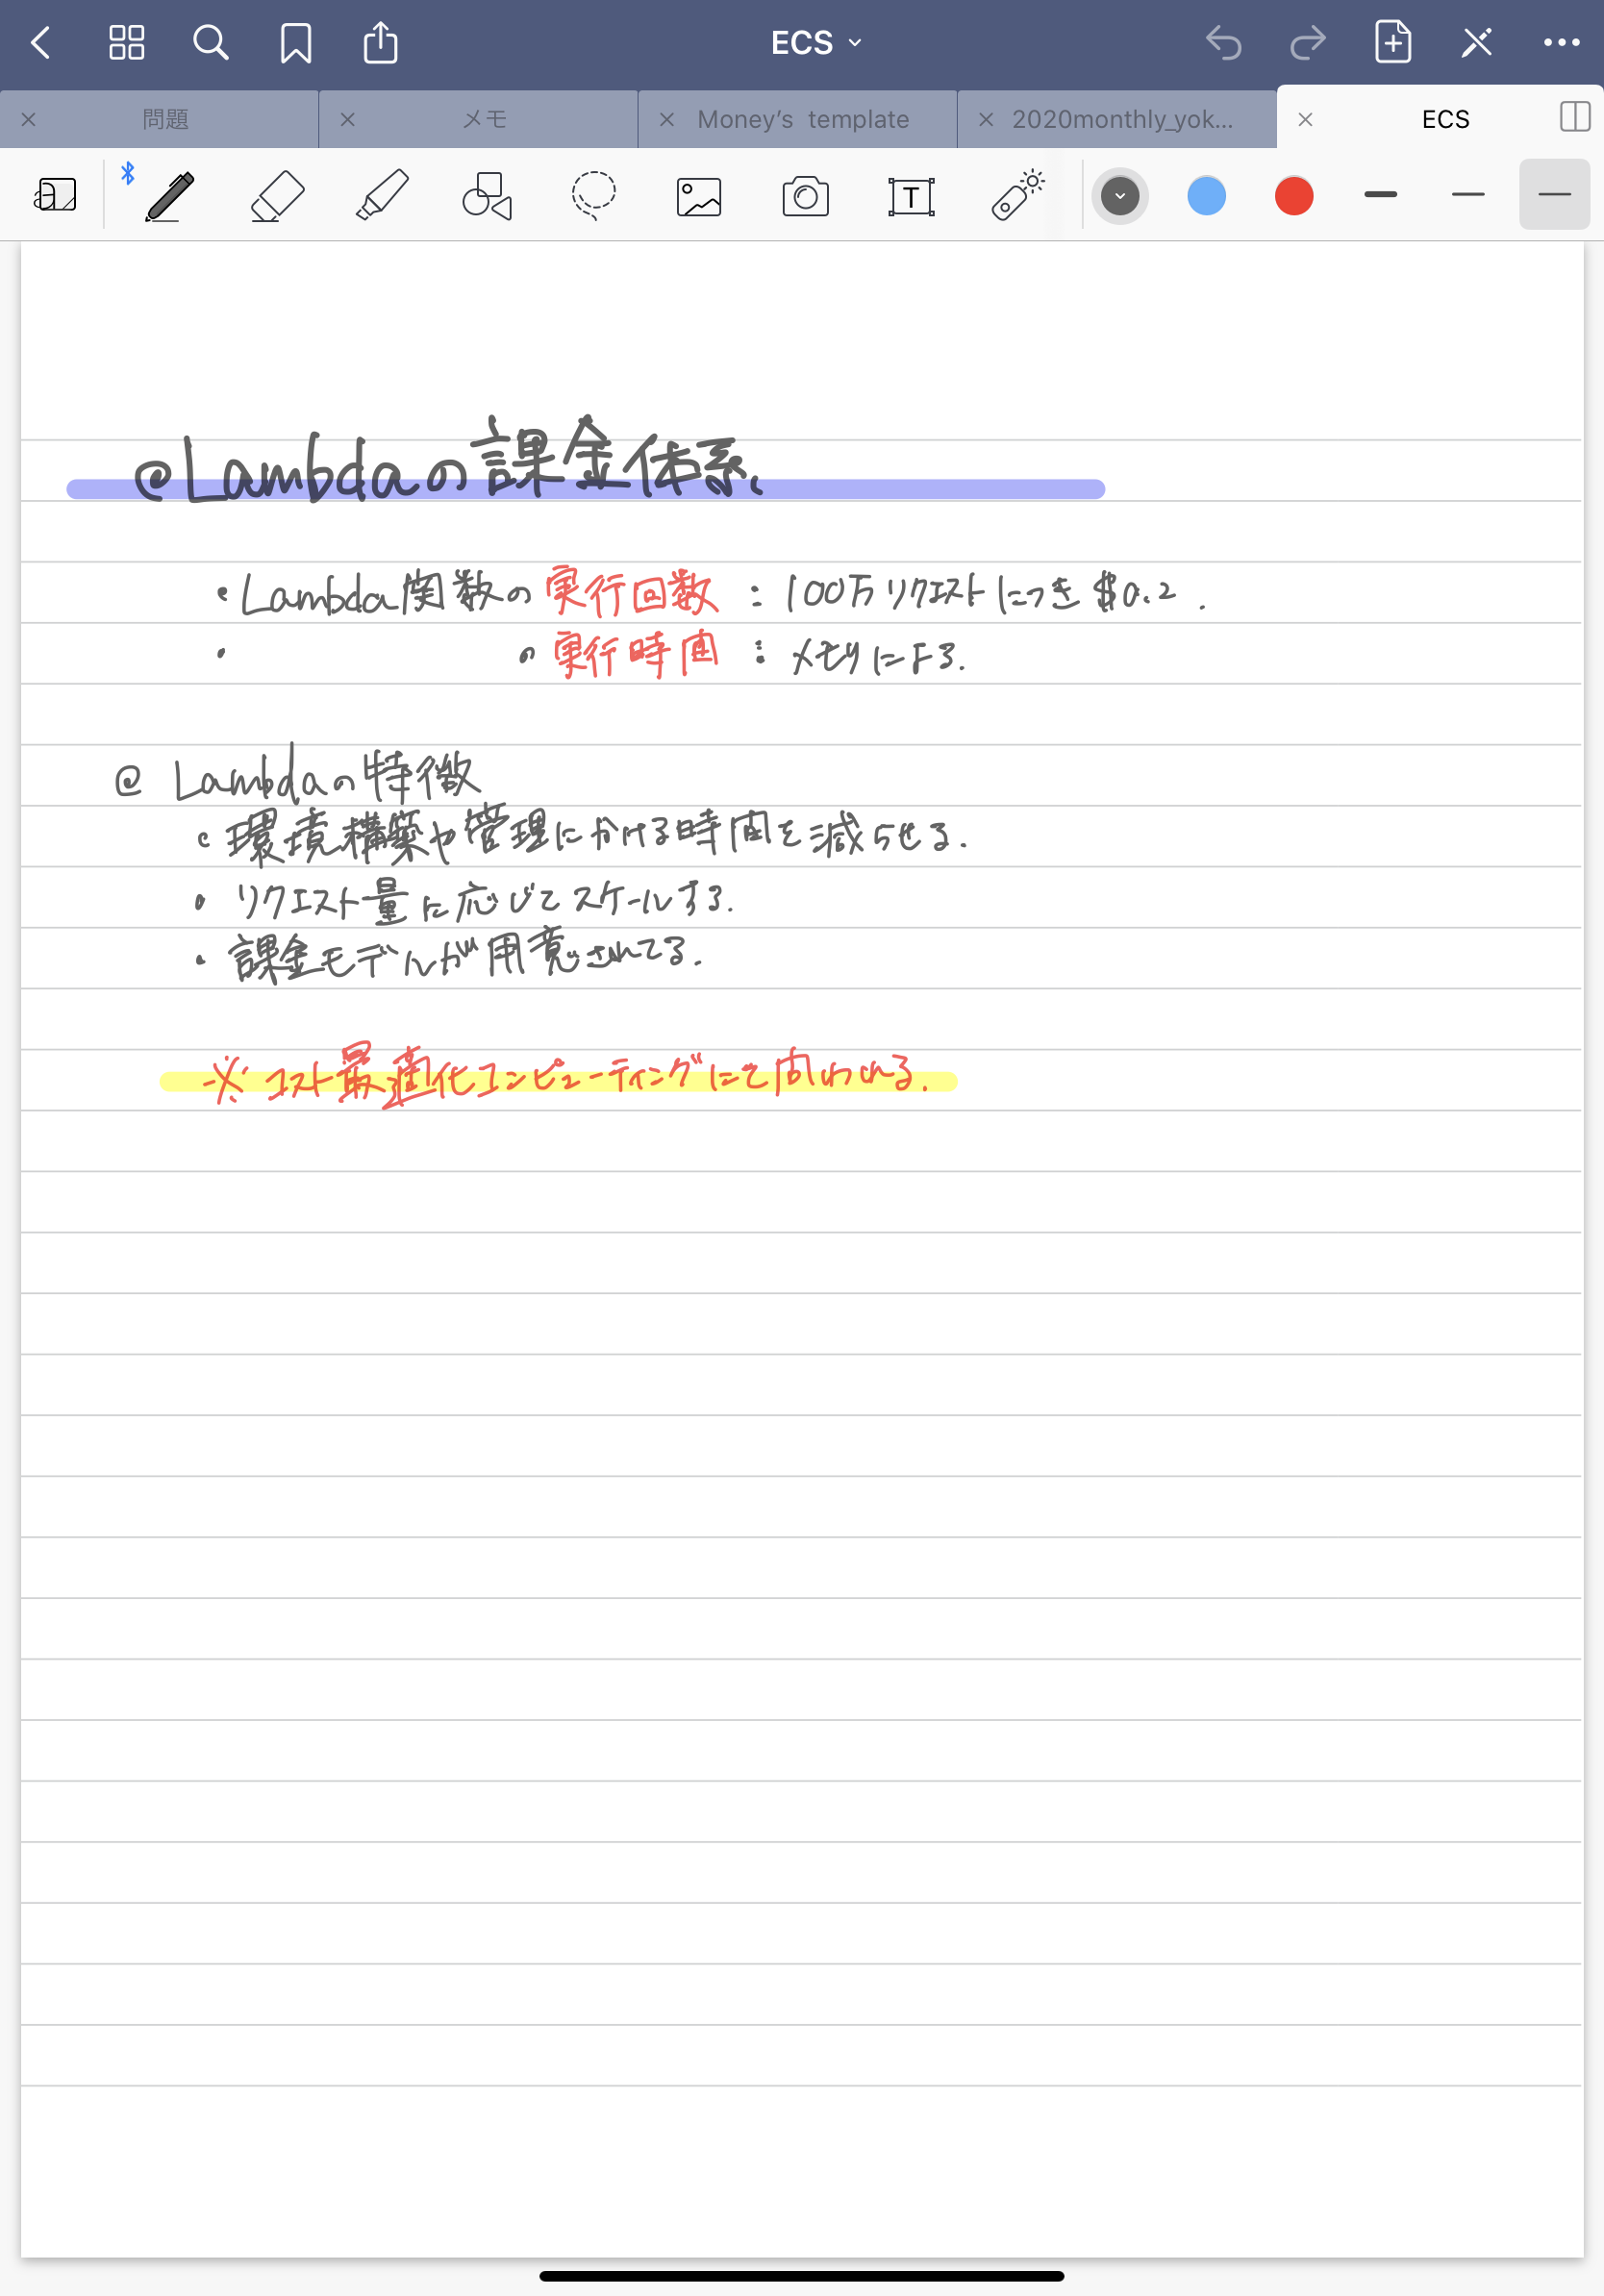 ECS
問題
メモ
Money's template
2020monthly_yok...
ECS
T
@Lambdaの課金体系.
・Lambda関数の実行回数 : 100万リクエストにつき$0.2.
・ の実行時間 : メモリによる.
@ Lambdaの特徴
・環境構築や管理にかける時間を減らせる.
・リクエスト量に応じてスケールする.
・課金モデルが用意されてる.
※コスト最適化コンピューティングにて問われる.